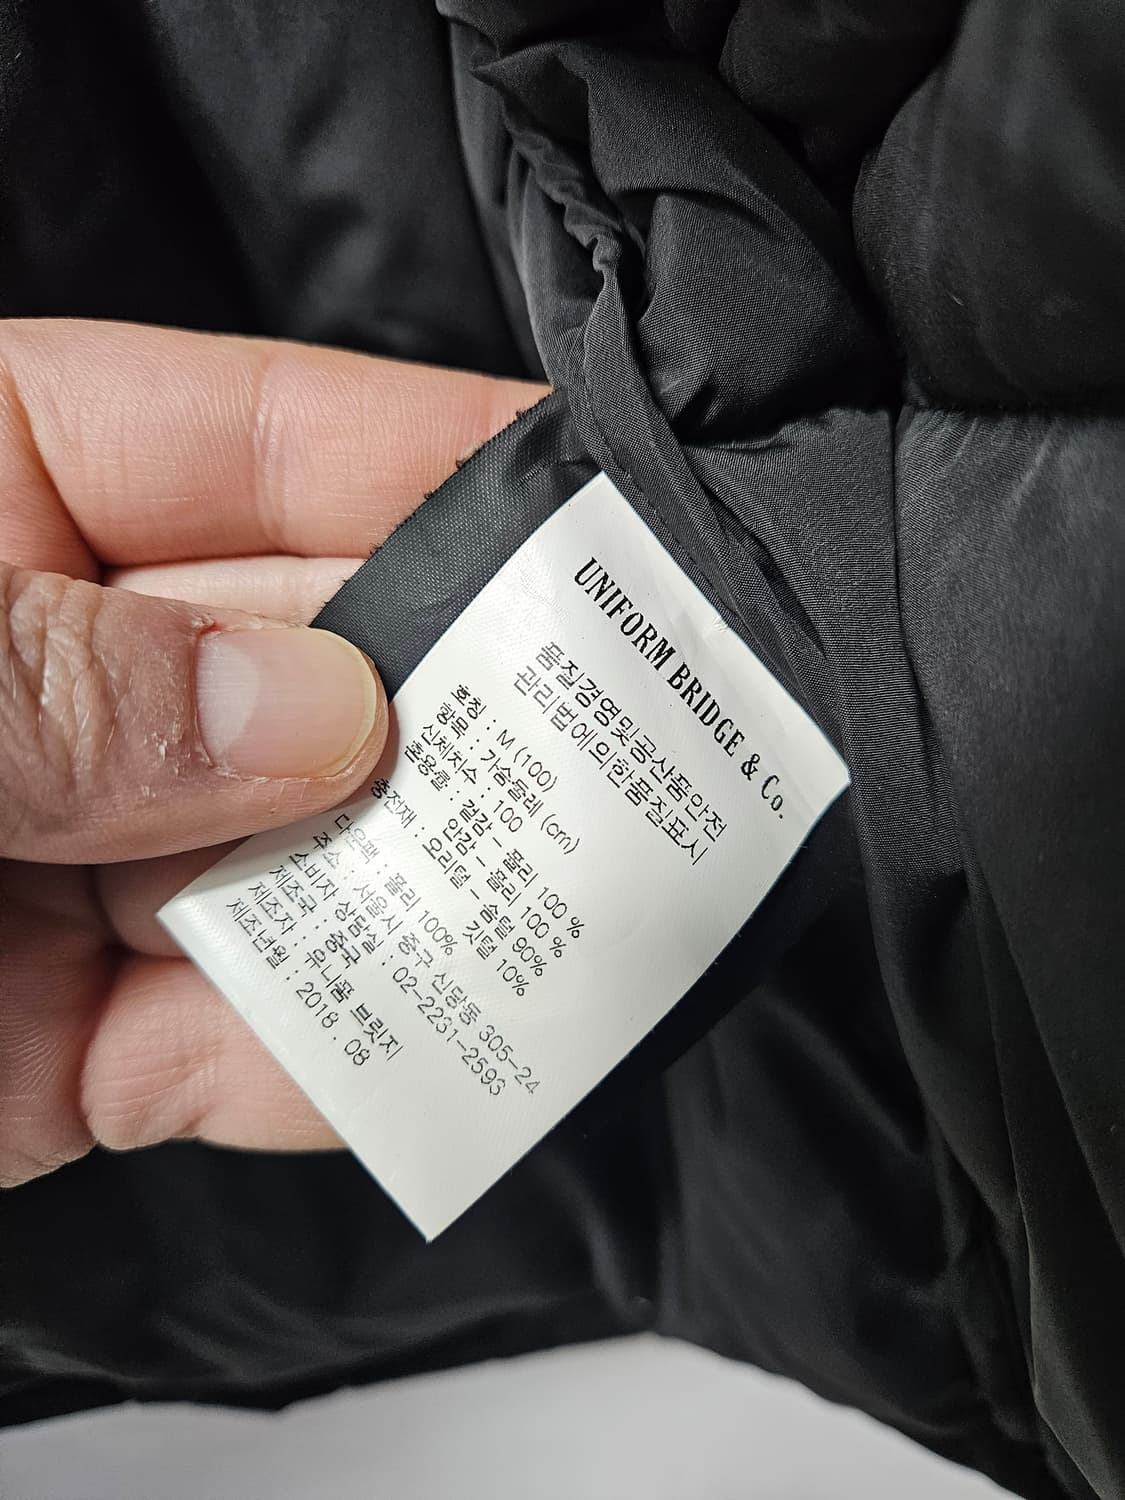 UNIFORM BRIDGE & Co.
품질경영및공산품안전
관리법에의한품질표시
호칭 : M (100)
항목 : 가슴둘레 (cm)
신체치수 : 100
혼용률 : 겉감 - 폴리 100 %
안감 - 폴리 100 %
충전재 : 오리털 - 솜털 90%
깃털 10%
다운팩 : 폴리 100%
주소 : 서울시 중구 신당동 305-24
소비자 상담실 : 02-2231-2593
제조국 : 중국
제조자 : 유니폼 브릿지
제조년월 : 2018 . 08